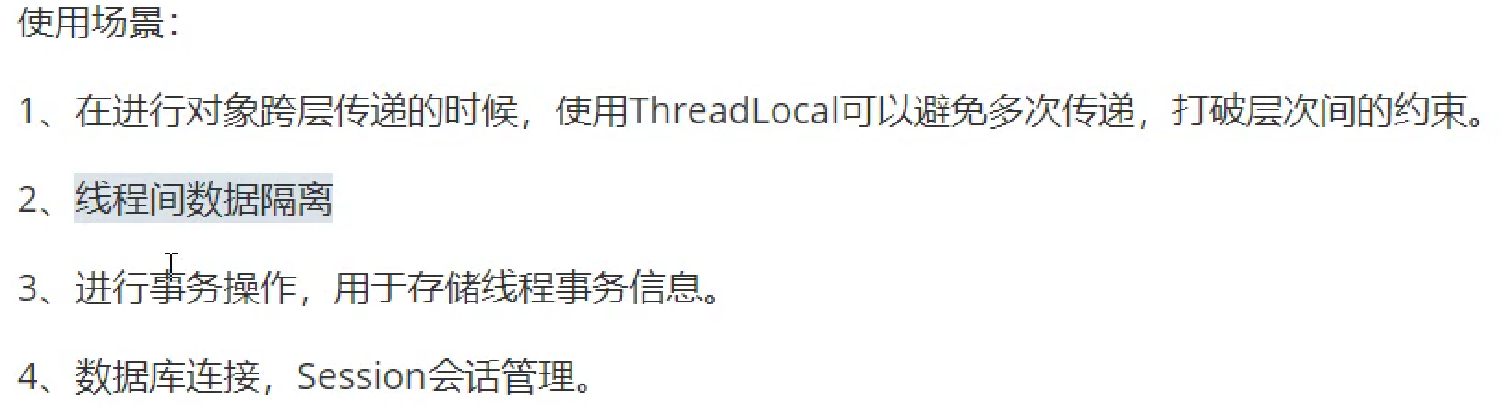 使用场景：
1、在进行对象跨层传递的时候，使用ThreadLocal可以避免多次传递，打破层次间的约束。
2、线程间数据隔离
3、进行事务操作，用于存储线程事务信息。
4、数据库连接，Session会话管理。